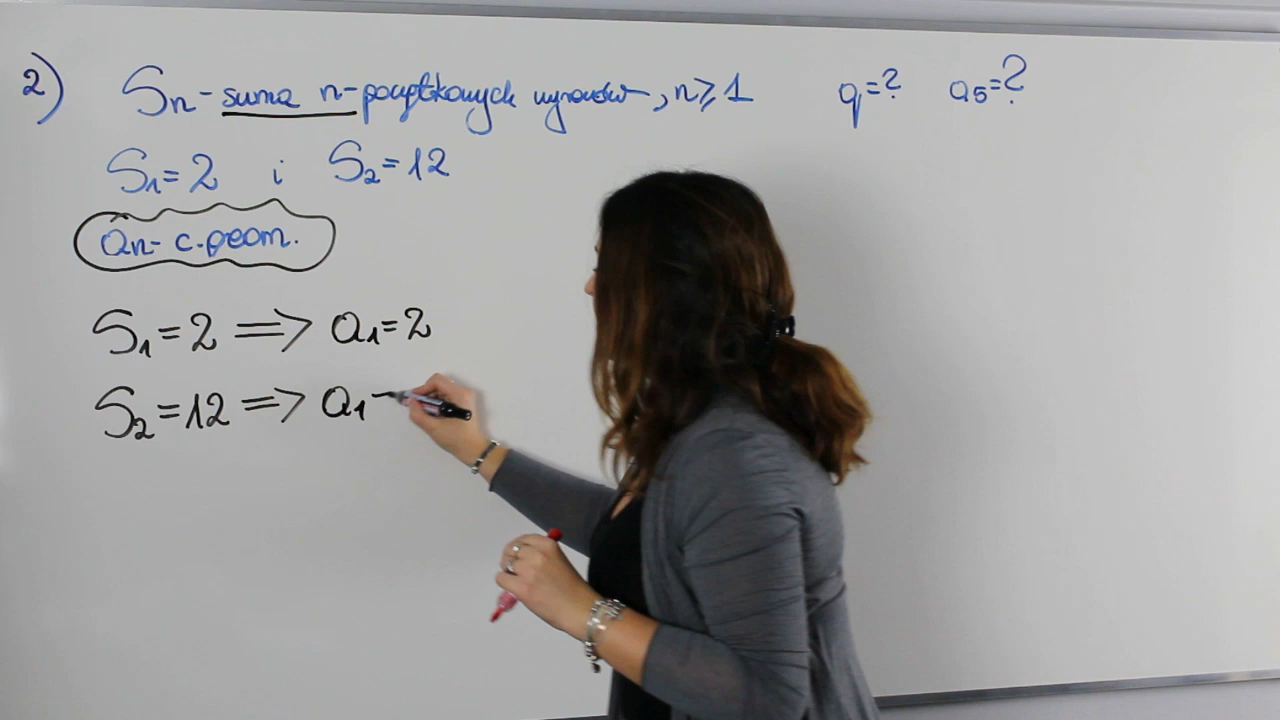 2) Sn - suma n-początkowych wyrazów, n ≥ 1 q=? a5=?
S1 = 2 i S2 = 12
an - c. geom.
S1 = 2 => a1 = 2
S2 = 12 => a1